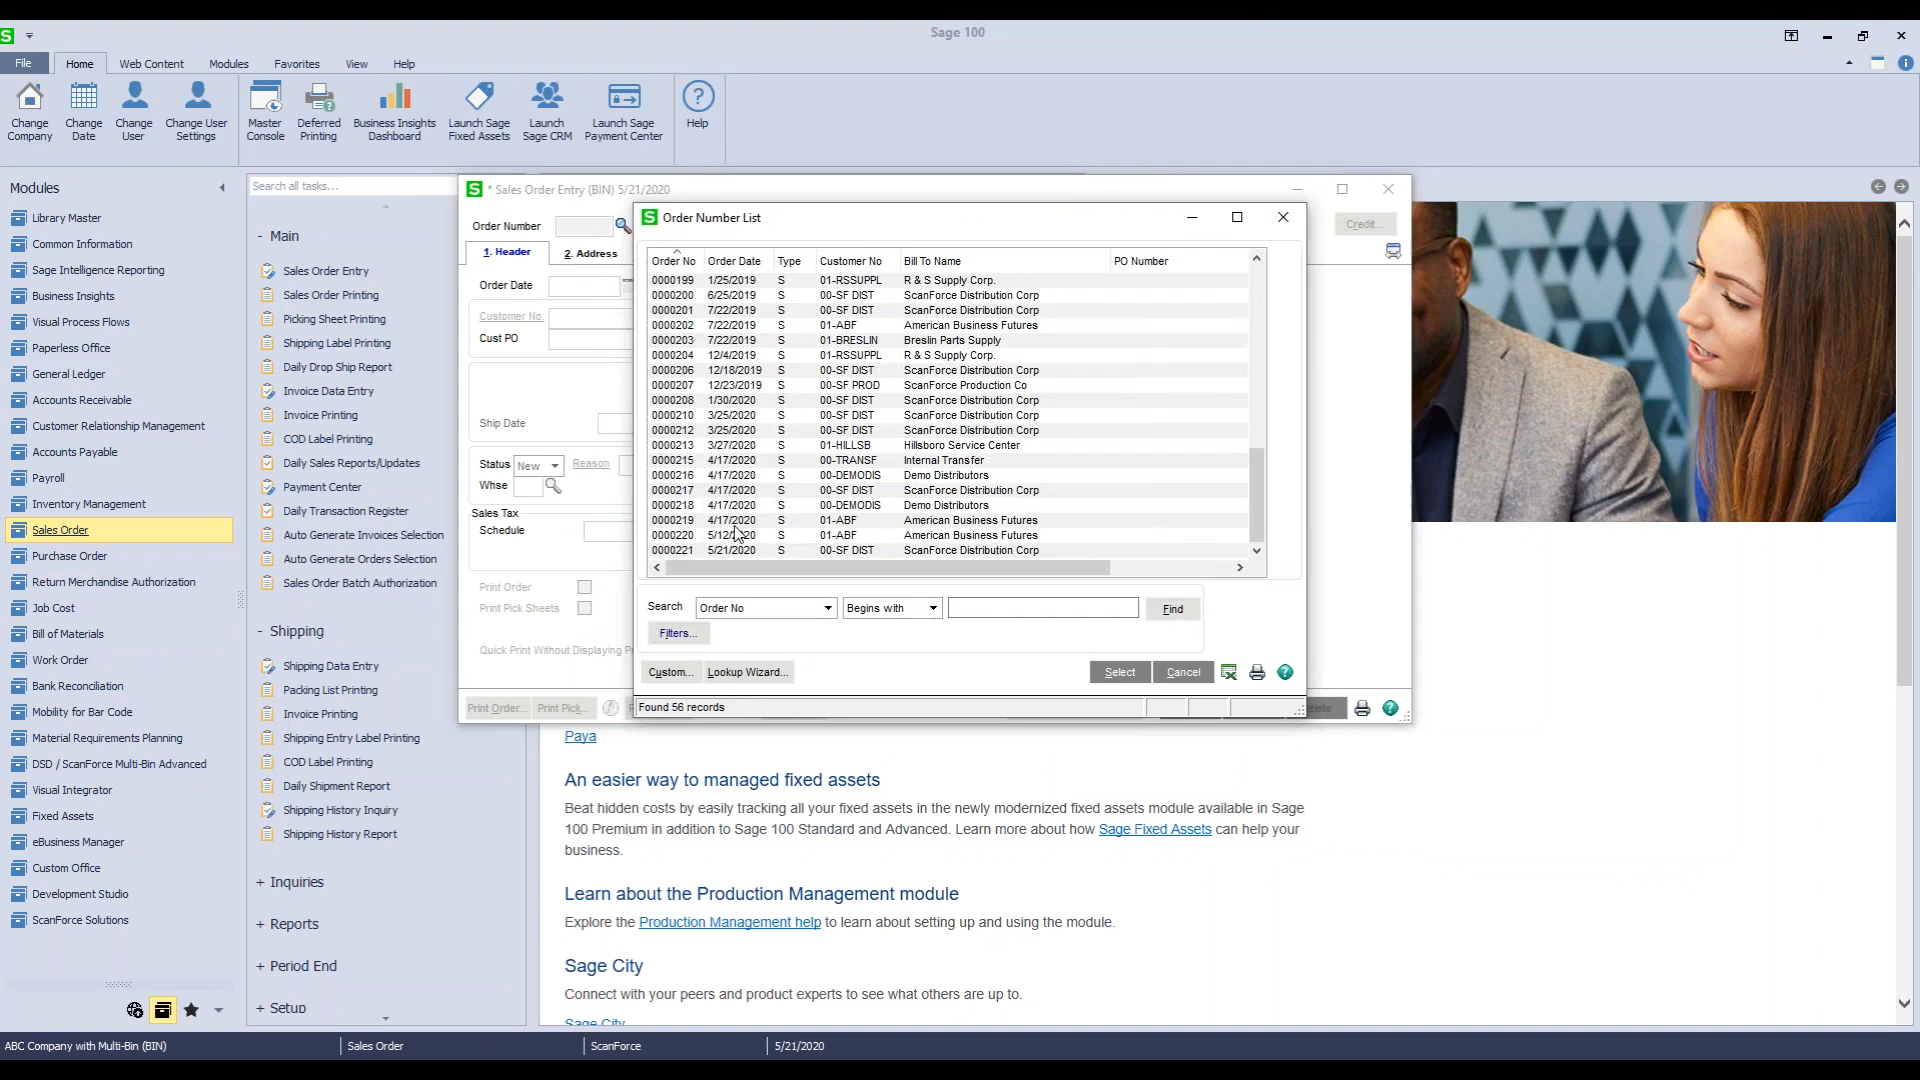 Sage 100
File Home Web Content Modules Favorites View Help
Change Company
Change Date
Change User
Change User Settings
Master Console
Deferred Printing
Business Insights Dashboard
Launch Sage Fixed Assets
Launch Sage CRM
Launch Sage Payment Center
Help
Modules
Library Master
Common Information
Sage Intelligence Reporting
Business Insights
Visual Process Flows
Paperless Office
General Ledger
Accounts Receivable
Customer Relationship Management
Accounts Payable
Payroll
Inventory Management
Sales Order
Purchase Order
Return Merchandise Authorization
Job Cost
Bill of Materials
Work Order
Bank Reconciliation
Mobility for Bar Code
Material Requirements Planning
DSD / ScanForce Multi-Bin Advanced
Visual Integrator
Fixed Assets
eBusiness Manager
Custom Office
Development Studio
ScanForce Solutions
Search all tasks...
- Main
Sales Order Entry
Sales Order Printing
Picking Sheet Printing
Shipping Label Printing
Daily Drop Ship Report
Invoice Data Entry
Invoice Printing
COD Label Printing
Daily Sales Reports/Updates
Payment Center
Daily Transaction Register
Auto Generate Invoices Selection
Auto Generate Orders Selection
Sales Order Batch Authorization
- Shipping
Shipping Data Entry
Packing List Printing
Invoice Printing
Shipping Entry Label Printing
COD Label Printing
Daily Shipment Report
Shipping History Inquiry
Shipping History Report
+ Inquiries
+ Reports
+ Period End
+ Setup
S * Sales Order Entry (BIN) 5/21/2020
Order Number
Credit...
1. Header 2. Address
Order Date
Customer No.
Cust PO
Ship Date
Status New Reason
Whse
Sales Tax
Schedule
Print Order
Print Pick Sheets
Quick Print Without Displaying
Print Order... Print Pick...
S Order Number List
Order No Order Date Type Customer No Bill To Name PO Number
0000199 1/25/2019 S 01-RSSUPPL R & S Supply Corp.
0000200 6/25/2019 S 00-SF DIST ScanForce Distribution Corp
0000201 7/22/2019 S 00-SF DIST ScanForce Distribution Corp
0000202 7/22/2019 S 01-ABF American Business Futures
0000203 7/22/2019 S 01-BRESLIN Breslin Parts Supply
0000204 12/4/2019 S 01-RSSUPPL R & S Supply Corp.
0000206 12/18/2019 S 00-SF DIST ScanForce Distribution Corp
0000207 12/23/2019 S 00-SF PROD ScanForce Production Co
0000208 1/30/2020 S 00-SF DIST ScanForce Distribution Corp
0000210 3/25/2020 S 00-SF DIST ScanForce Distribution Corp
0000212 3/25/2020 S 00-SF DIST ScanForce Distribution Corp
0000213 3/27/2020 S 01-HILLSB Hillsboro Service Center
0000215 4/17/2020 S 00-TRANSF Internal Transfer
0000216 4/17/2020 S 00-DEMODIS Demo Distributors
0000217 4/17/2020 S 00-SF DIST ScanForce Distribution Corp
0000218 4/17/2020 S 00-DEMODIS Demo Distributors
0000219 4/17/2020 S 01-ABF American Business Futures
0000220 5/12/2020 S 01-ABF American Business Futures
0000221 5/21/2020 S 00-SF DIST ScanForce Distribution Corp
Search Order No Begins with Find
Filters...
Custom... Lookup Wizard... Select Cancel
Found 56 records
Paya
An easier way to managed fixed assets
Beat hidden costs by easily tracking all your fixed assets in the newly modernized fixed assets module available in Sage
100 Premium in addition to Sage 100 Standard and Advanced. Learn more about how Sage Fixed Assets can help your
business.
Learn about the Production Management module
Explore the Production Management help to learn about setting up and using the module.
Sage City
Connect with your peers and product experts to see what others are up to.
Sage City
ABC Company with Multi-Bin (BIN) Sales Order ScanForce 5/21/2020